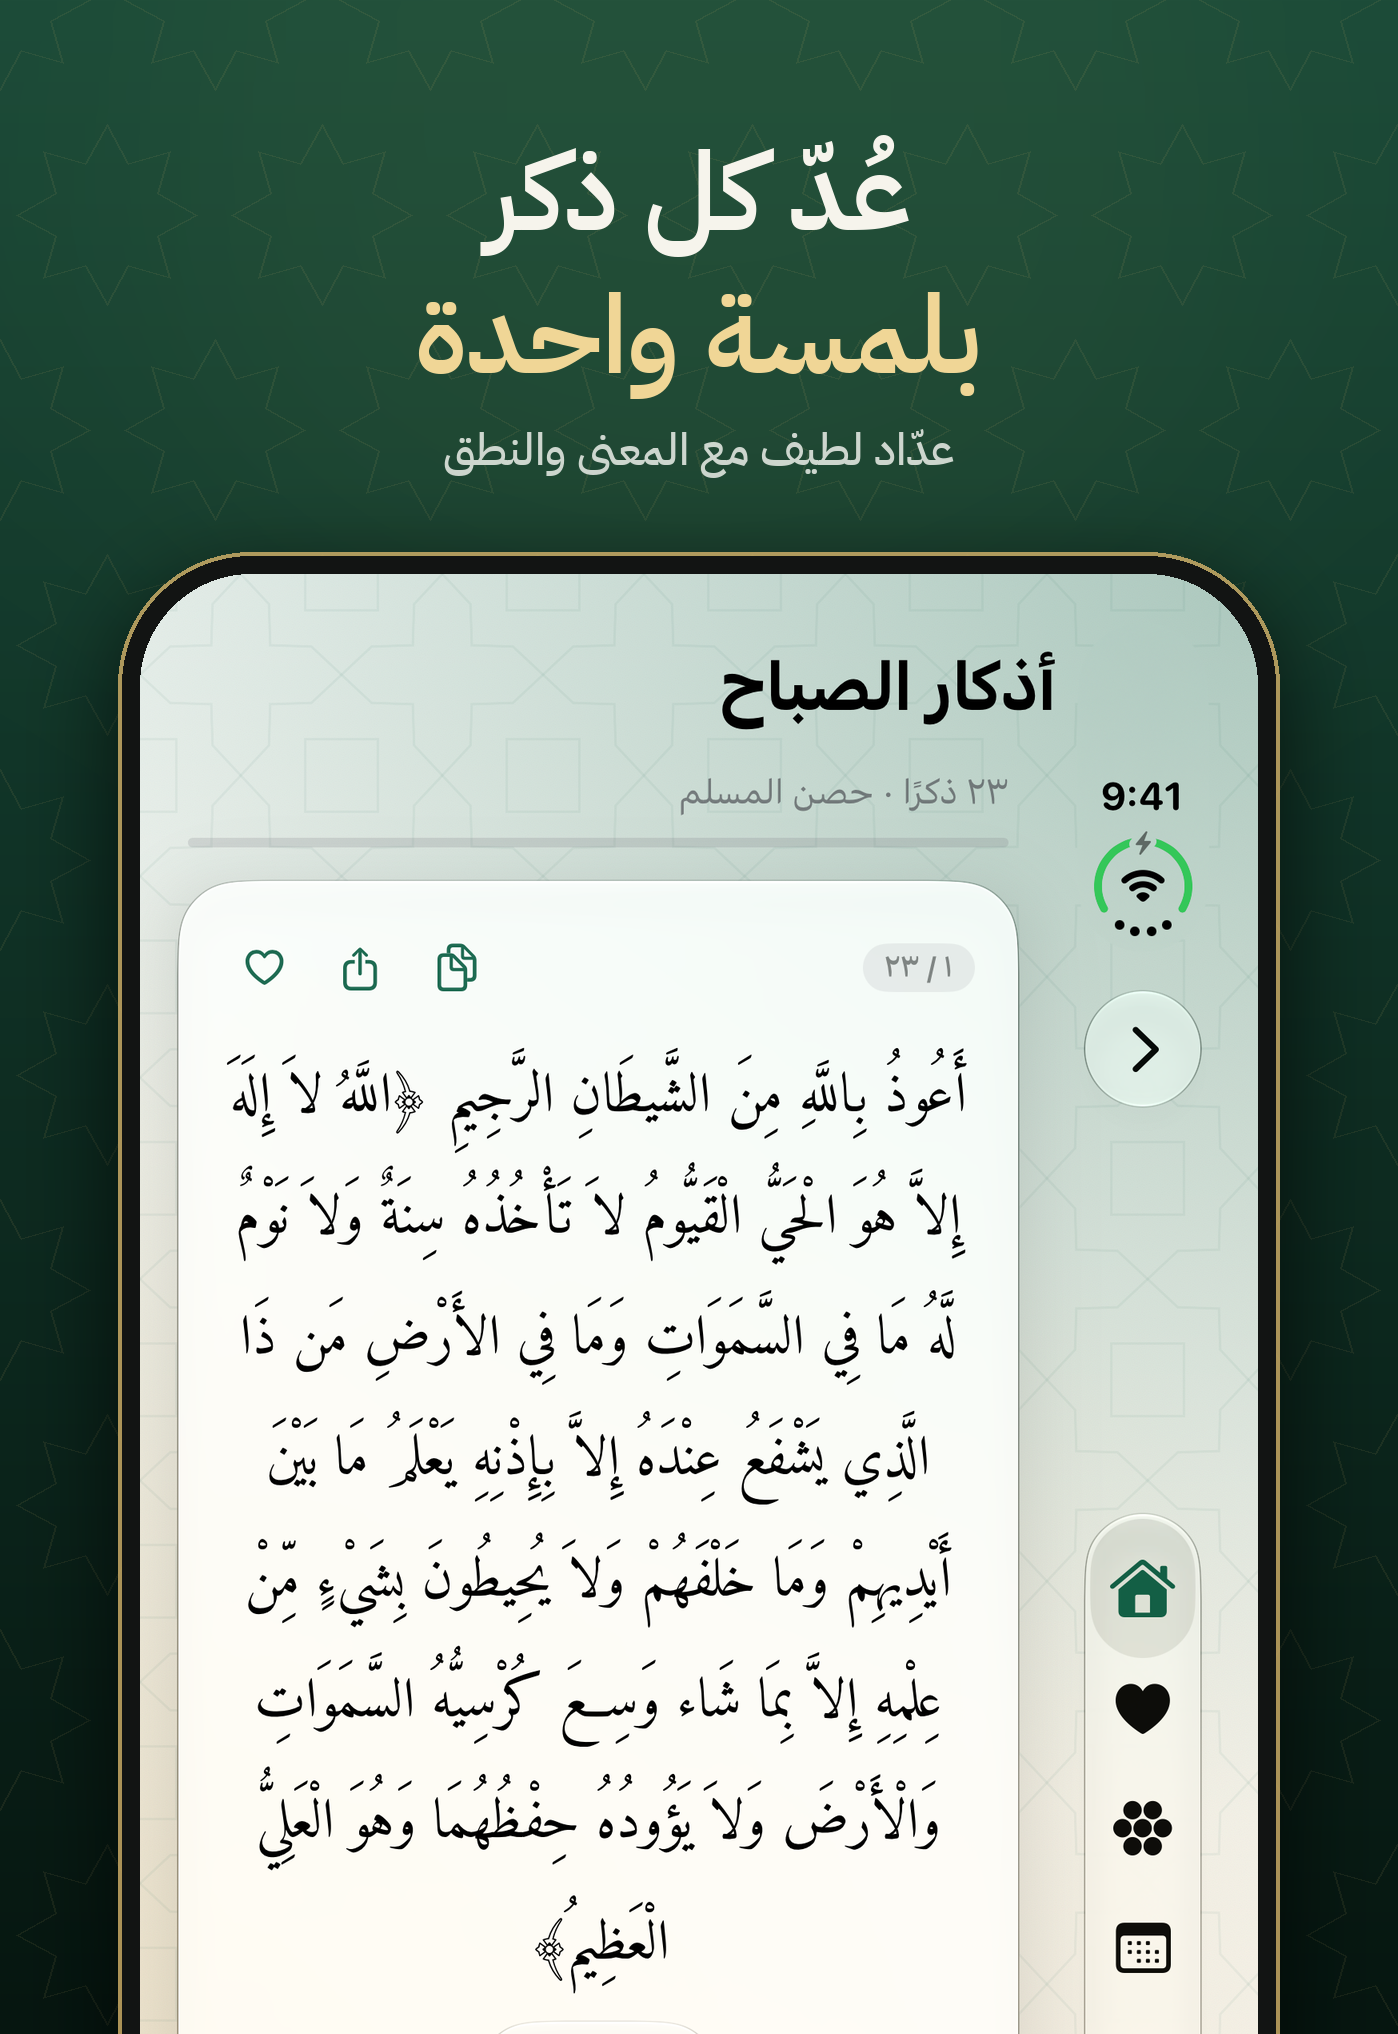 عُدّ كل ذكر
بلمسة واحدة
عدّاد لطيف مع المعنى والنطق
أذكار الصباح
٢٣ ذكرًا · حصن المسلم
9:41
١ / ٢٣
أَعُوذُ بِاللَّهِ مِنَ الشَّيطَانِ الرَّجِيمِ ﴿اللَّهُ لاَ إِلَهَ
إِلاَّ هُوَ الْحَيُّ الْقَيُّومُ لاَ تَأْخُذُهُ سِنَةٌ وَلاَ نَوْمٌ
لَّهُ مَا فِي السَّمَوَاتِ وَمَا فِي الأَرْضِ مَن ذَا
الَّذِي يَشْفَعُ عِنْدَهُ إِلاَّ بِإِذْنِهِ يَعْلَمُ مَا بَيْنَ
أَيْدِيهِمْ وَمَا خَلْفَهُمْ وَلاَ يُحِيطُونَ بِشَيْءٍ مِّنْ
عِلْمِهِ إِلاَّ بِمَا شَاء وَسِـعَ كُرْسِيُّهُ السَّمَوَاتِ
وَالْأَرْضَ وَلاَ يَؤُودُهُ حِفْظُهُمَا وَهُوَ الْعَلِيُّ
الْعَظِيمُ﴾